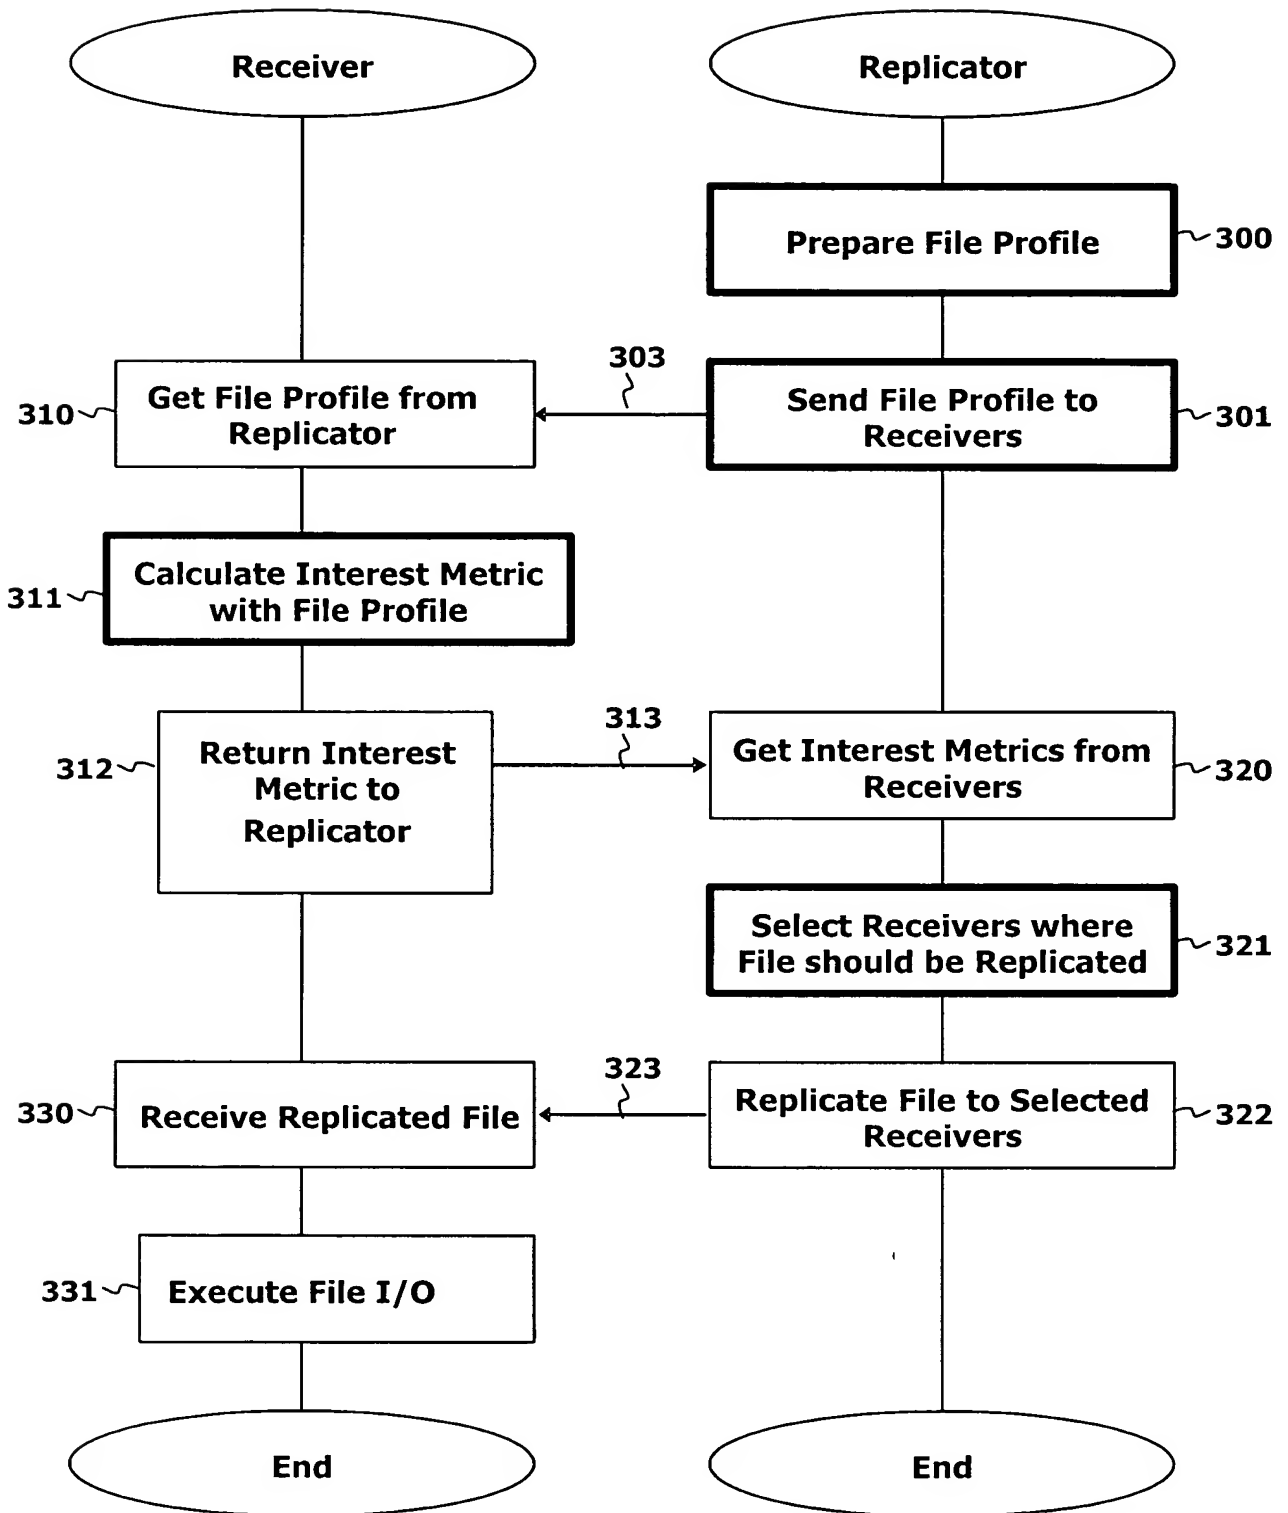 Receiver
Replicator
Prepare File Profile
300
303
310
Get File Profile from
Replicator
Send File Profile to
Receivers
301
311
Calculate Interest Metric
with File Profile
312
Return Interest
Metric to
Replicator
313
Get Interest Metrics from
Receivers
320
Select Receivers where
File should be Replicated
321
330
Receive Replicated File
323
Replicate File to Selected
Receivers
322
331
Execute File I/O
End
End